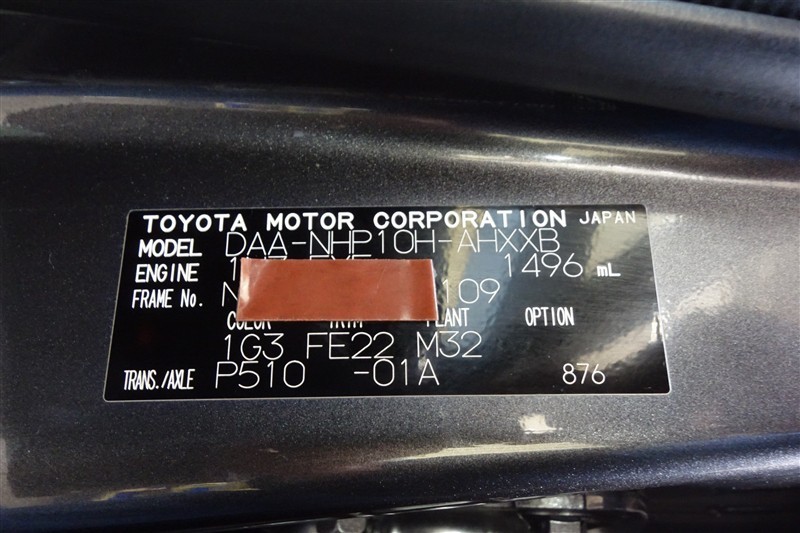 TOYOTA MOTOR CORPORATION JAPAN
MODEL DAA-NHP10H-AHXXB
ENGINE 1496 mL
FRAME No. N 109
COLOR TRIM PLANT OPTION
1G3 FE22 M32
TRANS./AXLE P510 -01A 876